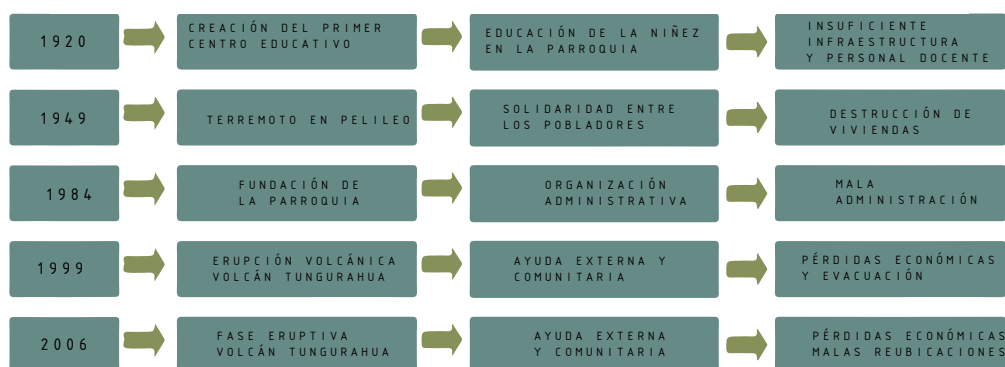 1920
CREACIÓN DEL PRIMER
CENTRO EDUCATIVO
EDUCACIÓN DE LA NIÑEZ
EN LA PARROQUIA
INSUFICIENTE
INFRAESTRUCTURA
Y PERSONAL DOCENTE
1949
TERREMOTO EN PELILEO
SOLIDARIDAD ENTRE
LOS POBLADORES
DESTRUCCIÓN DE
VIVIENDAS
1984
FUNDACIÓN DE
LA PARROQUIA
ORGANIZACIÓN
ADMINISTRATIVA
MALA
ADMINISTRACIÓN
1999
ERUPCIÓN VOLCÁNICA
VOLCÁN TUNGURAHUA
AYUDA EXTERNA Y
COMUNITARIA
PÉRDIDAS ECONÓMICAS
Y EVACUACIÓN
2006
FASE ERUPTIVA
VOLCÁN TUNGURAHUA
AYUDA EXTERNA
Y COMUNITARIA
PÉRDIDAS ECONÓMICAS
MALAS REUBICACIONES